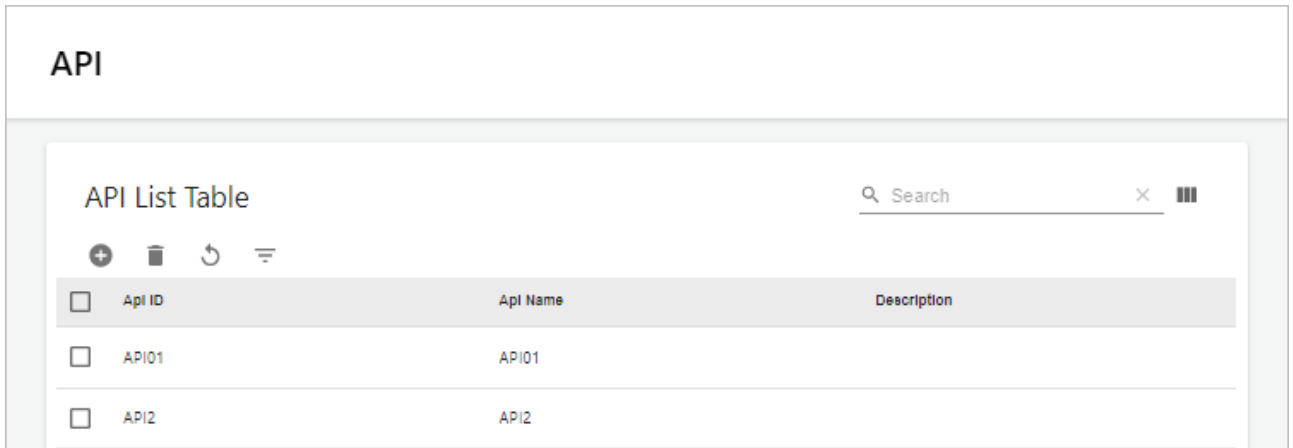 API
API List Table
Search
Api ID Api Name Description
API01 API01
API2 API2